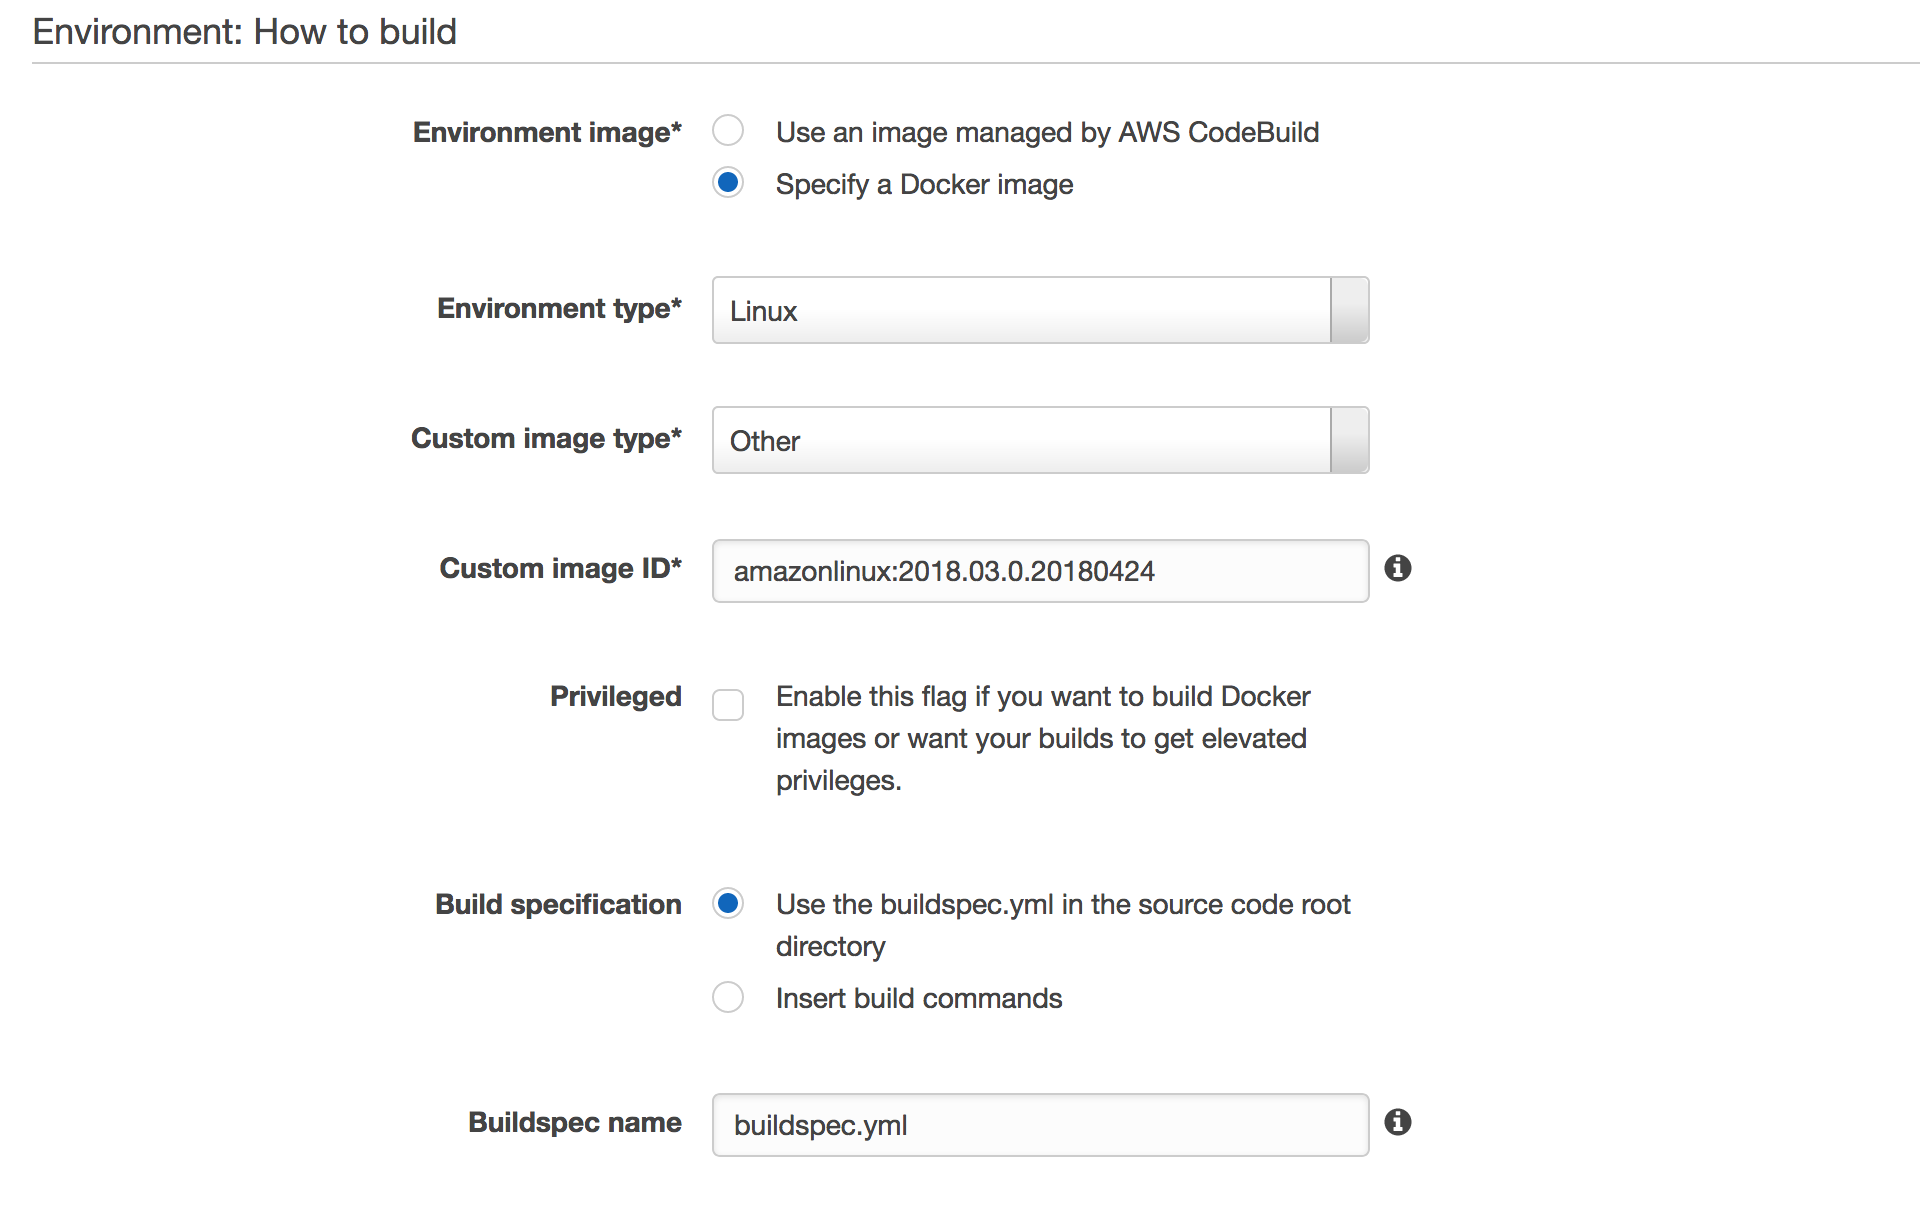 Environment: How to build
Environment image*
Use an image managed by AWS CodeBuild
Specify a Docker image
Environment type*
Linux
Custom image type*
Other
Custom image ID*
amazonlinux:2018.03.0.20180424
Privileged
Enable this flag if you want to build Docker
images or want your builds to get elevated
privileges.
Build specification
Use the buildspec.yml in the source code root
directory
Insert build commands
Buildspec name
buildspec.yml